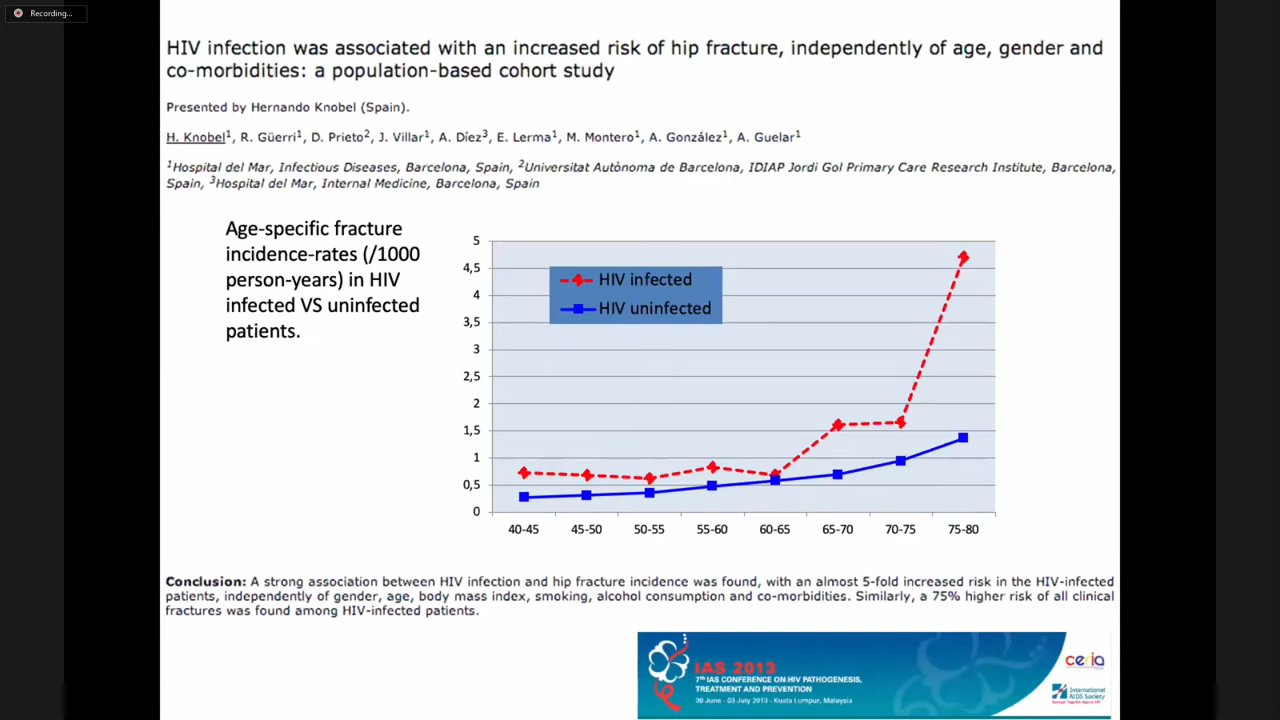 Recording...
HIV infection was associated with an increased risk of hip fracture, independently of age, gender and
co-morbidities: a population-based cohort study
Presented by Hernando Knobel (Spain).
H. Knobel1, R. Güerri1, D. Prieto2, J. Villar1, A. Díez3, E. Lerma1, M. Montero1, A. González1, A. Guelar1
1Hospital del Mar, Infectious Diseases, Barcelona, Spain, 2Universitat Autònoma de Barcelona, IDIAP Jordi Gol Primary Care Research Institute, Barcelona,
Spain, 3Hospital del Mar, Internal Medicine, Barcelona, Spain
Age-specific fracture
incidence-rates (/1000
person-years) in HIV
infected VS uninfected
patients.
5
4,5
4
3,5
3
2,5
2
1,5
1
0,5
0
HIV infected
HIV uninfected
40-45 45-50 50-55 55-60 60-65 65-70 70-75 75-80
Conclusion: A strong association between HIV infection and hip fracture incidence was found, with an almost 5-fold increased risk in the HIV-infected
patients, independently of gender, age, body mass index, smoking, alcohol consumption and co-morbidities. Similarly, a 75% higher risk of all clinical
fractures was found among HIV-infected patients.
IAS 2013
7TH IAS CONFERENCE ON HIV PATHOGENESIS,
TREATMENT AND PREVENTION
30 June - 03 July 2013 - Kuala Lumpur, Malaysia
ceria
International
AIDS Society